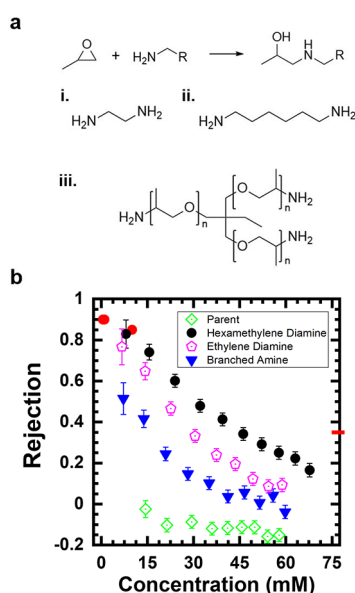 a
O
+
H₂N
R
OH
N
H
R
i.
ii.
H₂N
NH₂
H₂N
NH₂
iii.
H₂N
O
n
O
n
NH₂
O
n
NH₂
b
Parent
Hexamethylene Diamine
Ethylene Diamine
Branched Amine
Rejection
1
0.8
0.6
0.4
0.2
0
-0.2
0 15 30 45 60 75
Concentration (mM)